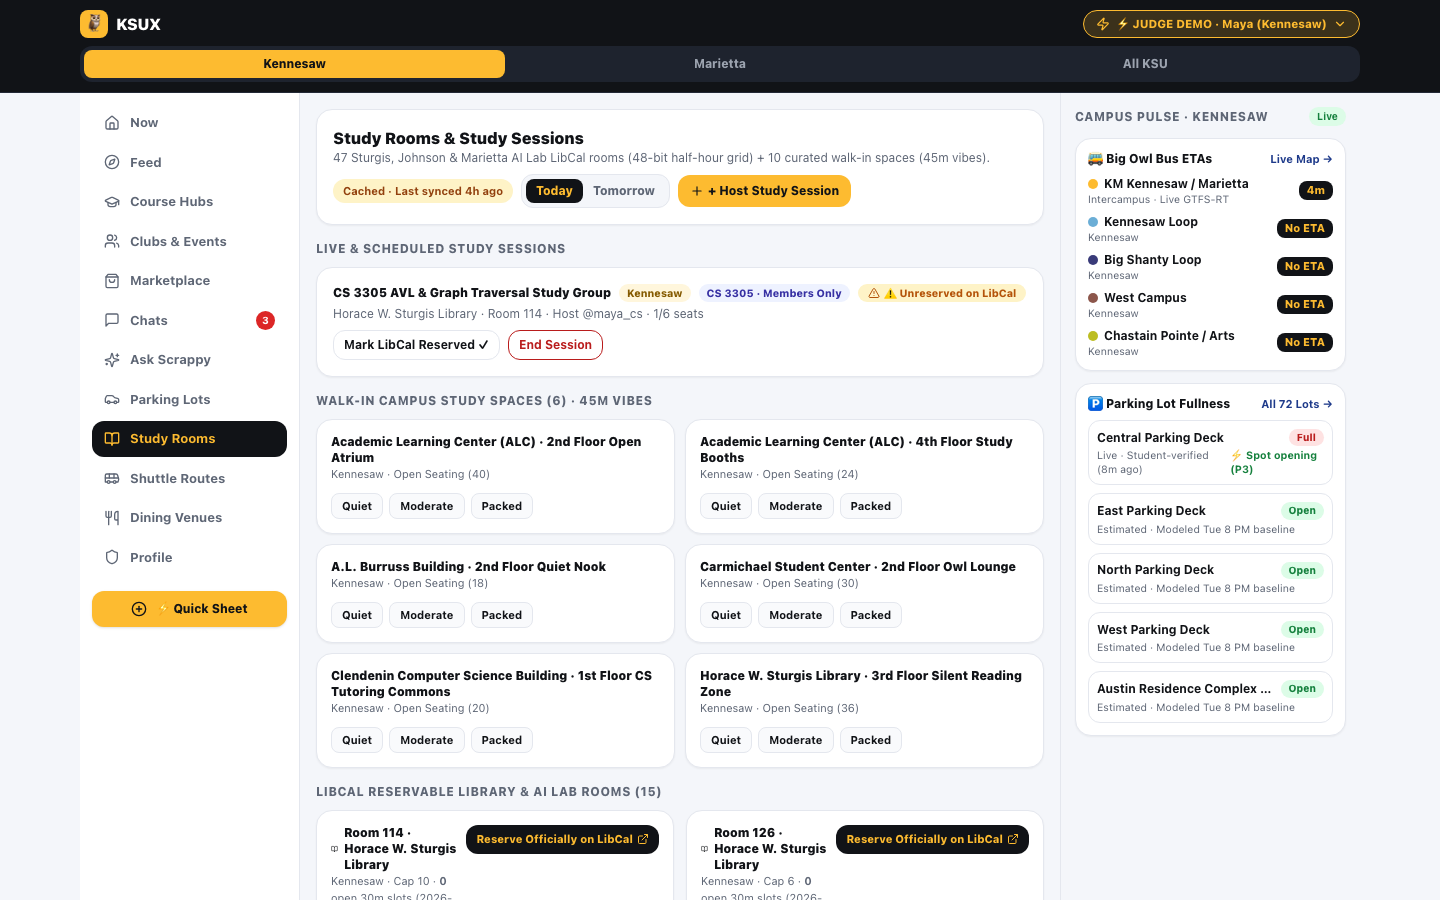 KSUX
⚡ JUDGE DEMO · Maya (Kennesaw)
Kennesaw
Marietta
All KSU
Now
Feed
Course Hubs
Clubs & Events
Marketplace
Chats
3
Ask Scrappy
Parking Lots
Study Rooms
Shuttle Routes
Dining Venues
Profile
⚡ Quick Sheet
Study Rooms & Study Sessions
47 Sturgis, Johnson & Marietta AI Lab LibCal rooms (48-bit half-hour grid) + 10 curated walk-in spaces (45m vibes).
Cached · Last synced 4h ago
Today
Tomorrow
+ Host Study Session
LIVE & SCHEDULED STUDY SESSIONS
CS 3305 AVL & Graph Traversal Study Group
Kennesaw
CS 3305 · Members Only
⚠️ Unreserved on LibCal
Horace W. Sturgis Library · Room 114 · Host @maya_cs · 1/6 seats
Mark LibCal Reserved ✓
End Session
WALK-IN CAMPUS STUDY SPACES (6) · 45M VIBES
Academic Learning Center (ALC) · 2nd Floor Open
Atrium
Kennesaw · Open Seating (40)
Quiet
Moderate
Packed
Academic Learning Center (ALC) · 4th Floor Study
Booths
Kennesaw · Open Seating (24)
Quiet
Moderate
Packed
A.L. Burruss Building · 2nd Floor Quiet Nook
Kennesaw · Open Seating (18)
Quiet
Moderate
Packed
Carmichael Student Center · 2nd Floor Owl Lounge
Kennesaw · Open Seating (30)
Quiet
Moderate
Packed
Clendenin Computer Science Building · 1st Floor CS
Tutoring Commons
Kennesaw · Open Seating (20)
Quiet
Moderate
Packed
Horace W. Sturgis Library · 3rd Floor Silent Reading
Zone
Kennesaw · Open Seating (36)
Quiet
Moderate
Packed
LIBCAL RESERVABLE LIBRARY & AI LAB ROOMS (15)
Room 114 ·
Horace W. Sturgis
Library
Reserve Officially on LibCal
Kennesaw · Cap 10 · 0
open 30m slots (2026-
Room 126 ·
Horace W. Sturgis
Library
Reserve Officially on LibCal
Kennesaw · Cap 6 · 0
open 30m slots (2026-
CAMPUS PULSE · KENNESAW
Live
Big Owl Bus ETAs
Live Map →
KM Kennesaw / Marietta
Intercampus · Live GTFS-RT
4m
Kennesaw Loop
Kennesaw
No ETA
Big Shanty Loop
Kennesaw
No ETA
West Campus
Kennesaw
No ETA
Chastain Pointe / Arts
Kennesaw
No ETA
🅿️ Parking Lot Fullness
All 72 Lots →
Central Parking Deck
Full
Live · Student-verified
(8m ago)
⚡ Spot opening
(P3)
East Parking Deck
Open
Estimated · Modeled Tue 8 PM baseline
North Parking Deck
Open
Estimated · Modeled Tue 8 PM baseline
West Parking Deck
Open
Estimated · Modeled Tue 8 PM baseline
Austin Residence Complex ...
Open
Estimated · Modeled Tue 8 PM baseline